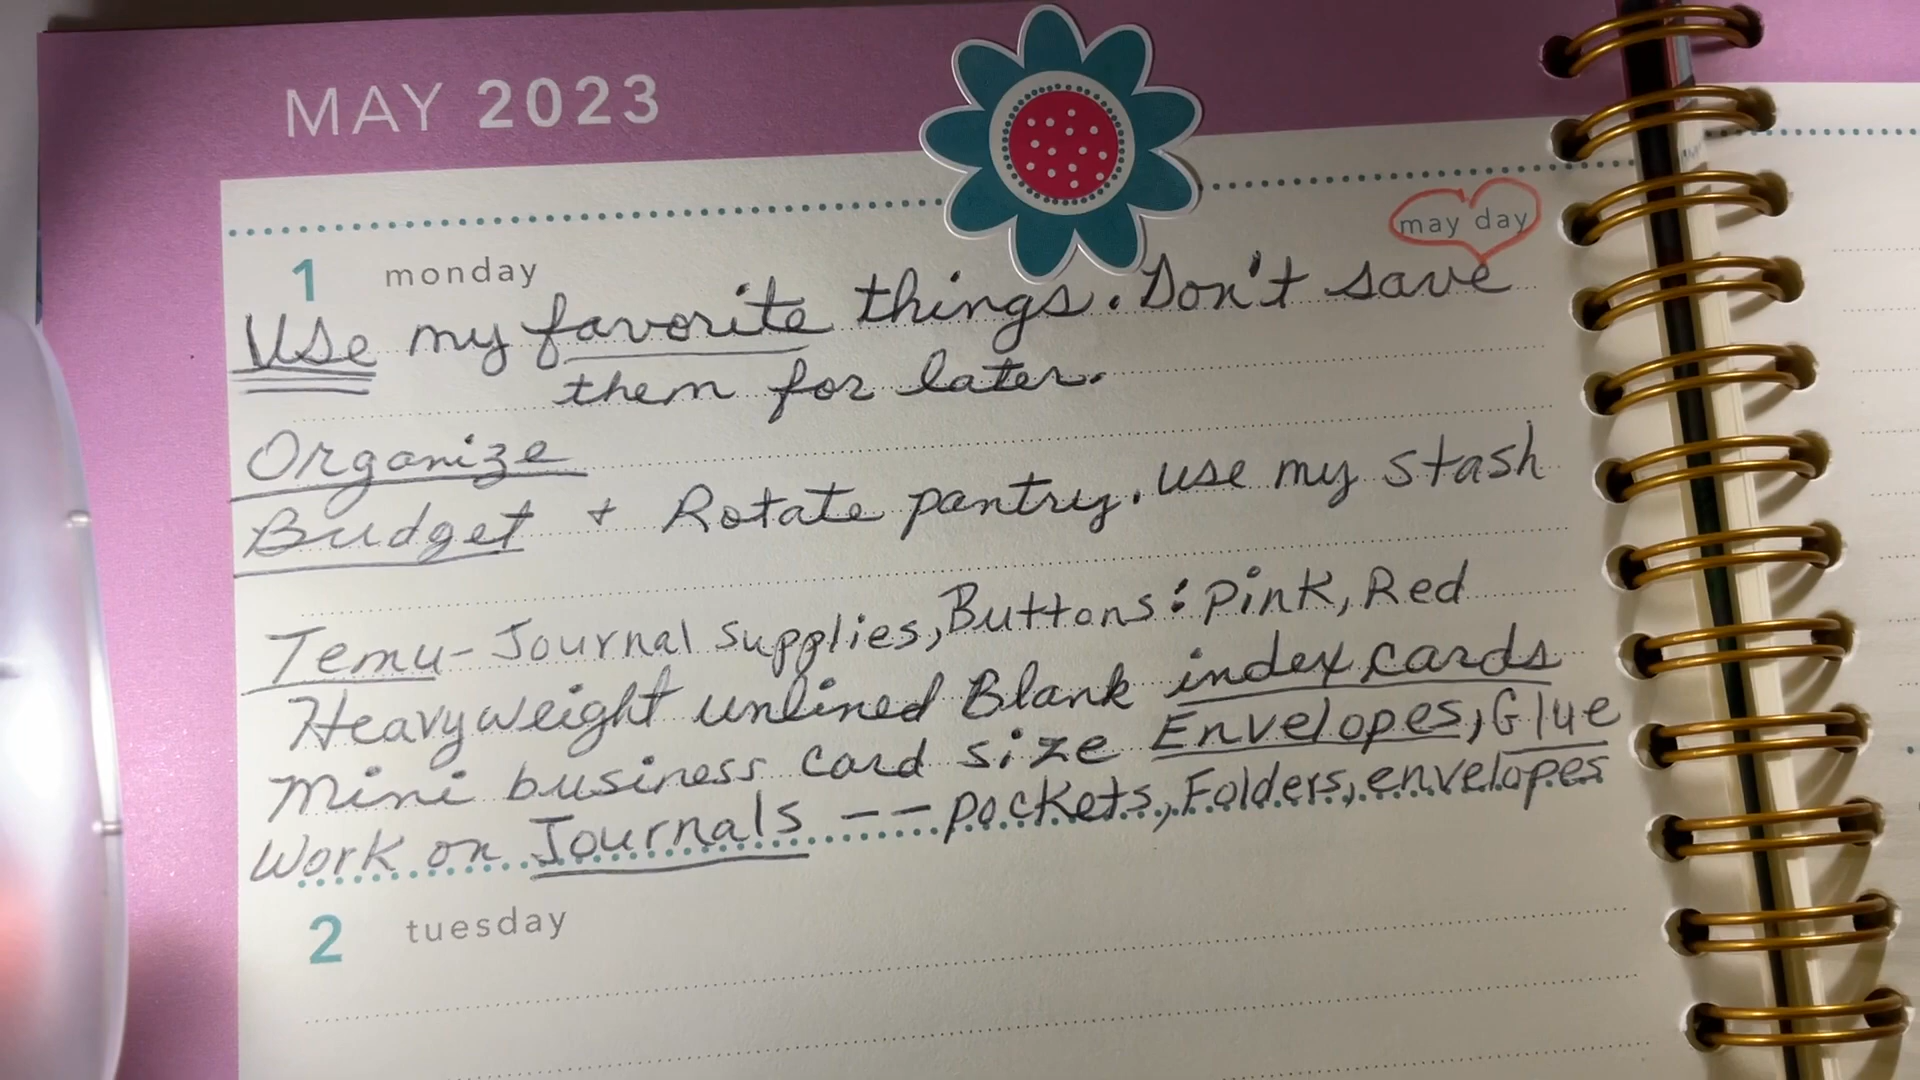 MAY 2023
may day
1 monday
Use my favorite things. Don't save
them for later.
Organize
Budget + Rotate pantry. use my stash
Temu - Journal supplies, Buttons: Pink, Red
Heavyweight unlined Blank index cards
Mini business card size Envelopes, Glue
Work on Journals -- pockets, Folders, envelopes
2 tuesday